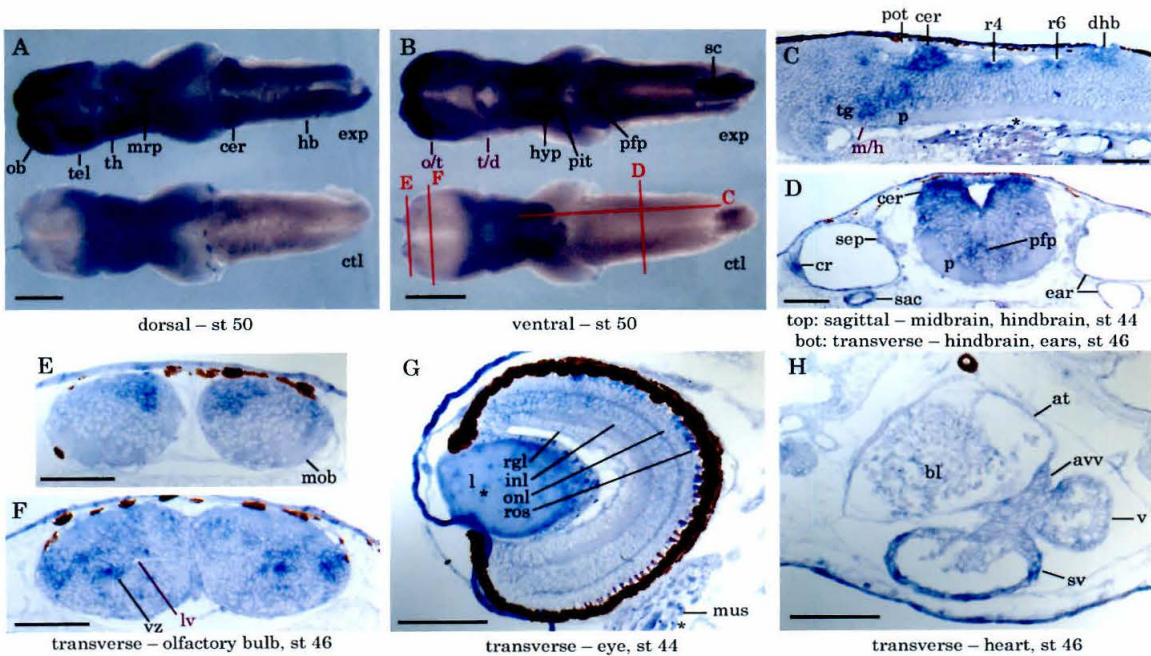 A
exp
mrp
cer
hb
ob
tel
th
ctl
dorsal – st 50
B
sc
exp
o/t
t/d
hyp
pit
pfp
E
F
D
C
ctl
ventral – st 50
pot
cer
r4
r6
dhb
C
tg
p
*
m/h
D
cer
sep
pfp
cr
p
sac
ear
top: sagittal – midbrain, hindbrain, st 44
bot: transverse – hindbrain, ears, st 46
E
mob
F
vz
lv
transverse – olfactory bulb, st 46
G
rgl
l
inl
*
onl
ros
mus
*
transverse – eye, st 44
H
at
avv
bl
v
sv
transverse – heart, st 46